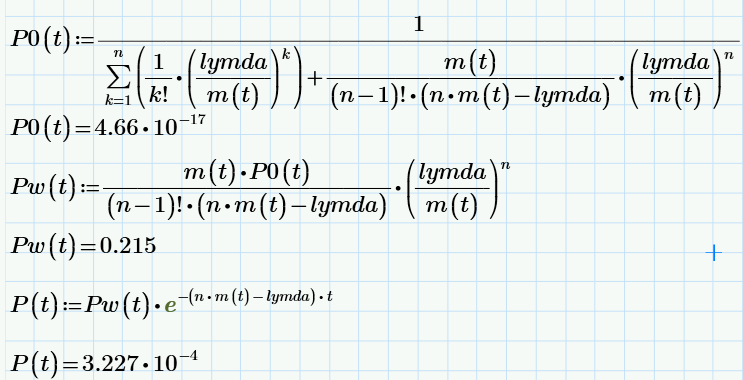 P0(t):=1/(∑_{k=1}^{n}(1/k!·(lymda/m(t))^k)+m(t)/((n−1)!·(n·m(t)−lymda))·(lymda/m(t))^n)
P0(t)=4.66·10^{−17}
Pw(t):=(m(t)·P0(t))/((n−1)!·(n·m(t)−lymda))·(lymda/m(t))^n
Pw(t)=0.215
P(t):=Pw(t)·e^{−(n·m(t)−lymda)·t}
P(t)=3.227·10^{−4}